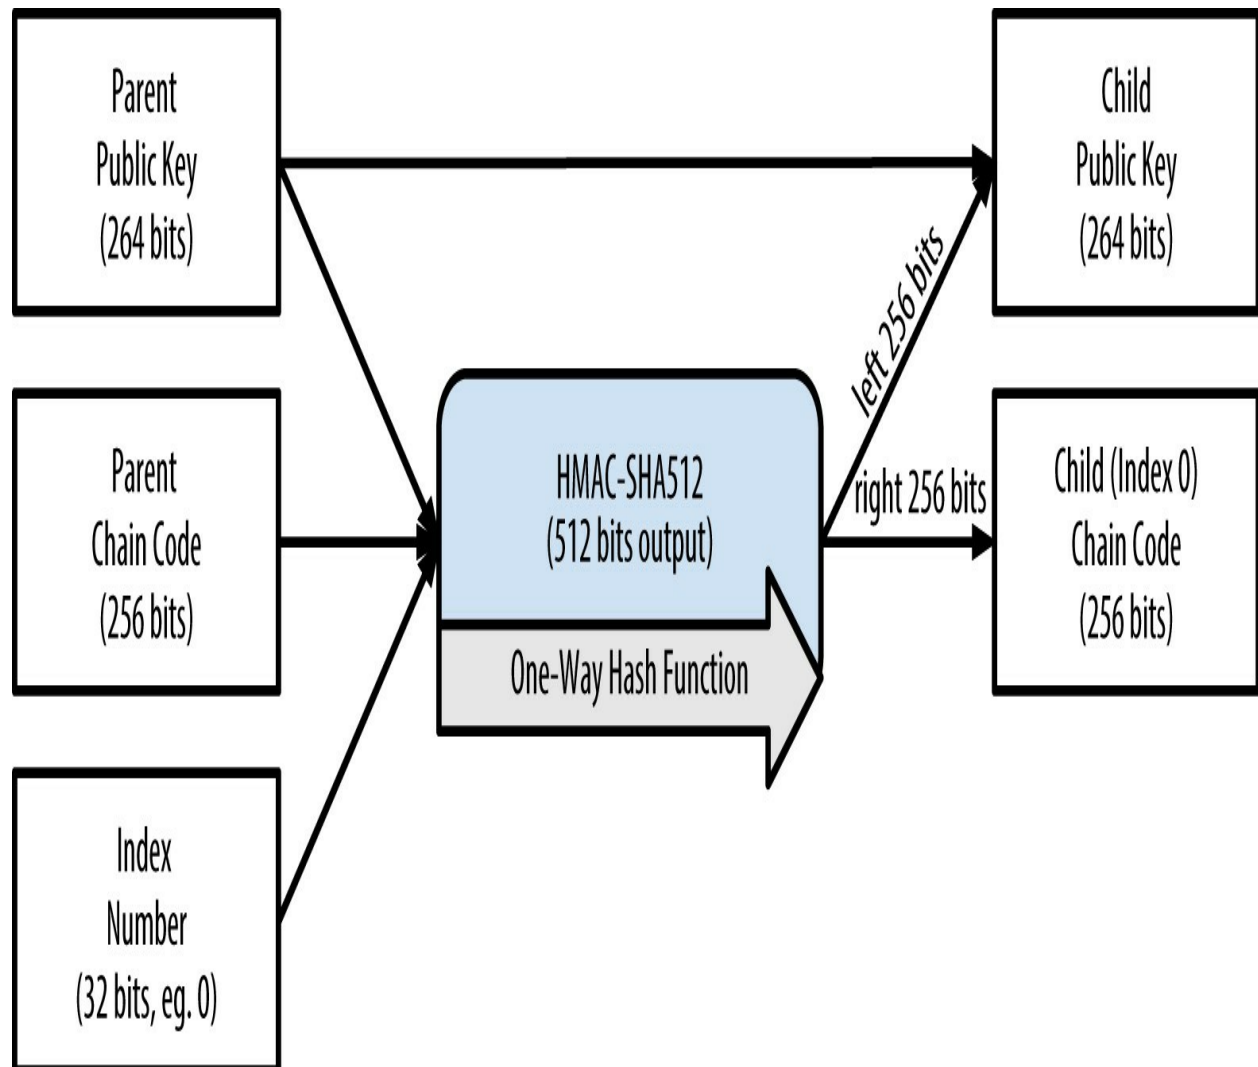 Parent
Public Key
(264 bits)
Child
Public Key
(264 bits)
left 256 bits
Parent
Chain Code
(256 bits)
HMAC-SHA512
(512 bits output)
right 256 bits
Child (Index 0)
Chain Code
(256 bits)
One-Way Hash Function
Index
Number
(32 bits, eg. 0)